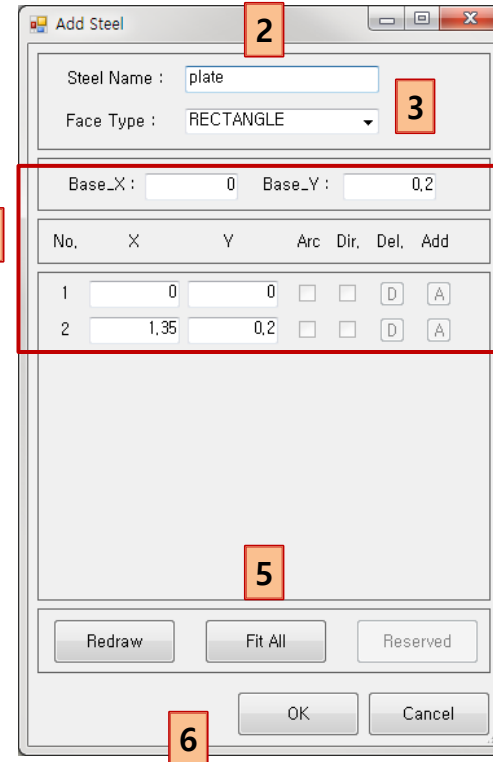 Add Steel
2
Steel Name : plate
3
Face Type : RECTANGLE
Base_X : 0 Base_Y : 0,2
No, X Y Arc Dir, Del, Add
1 0 0 D A
2 1,35 0,2 D A
5
Redraw Fit All Reserved
OK Cancel
6